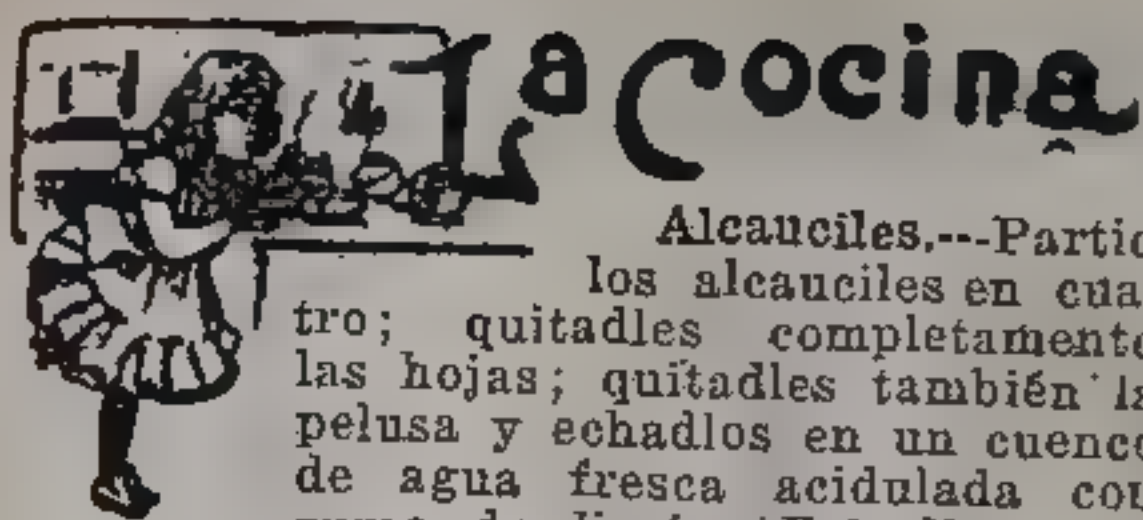 La Cocina
Alcauciles.---Partid
los alcauciles en cua-
tro; quitadles completamente
las hojas; quitadles también la
pelusa y echadlos en un cuenco
de agua fresca acidulada con